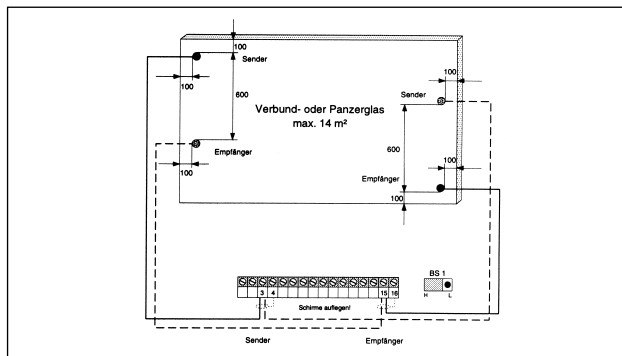 100
Sender
100
600
Verbund- oder Panzerglas
max. 14 m²
Sender
100
Empfänger
100
600
Empfänger
100
100
BS 1
H L
3 4 15 16
Schirme auflegen!
Sender
Empfänger